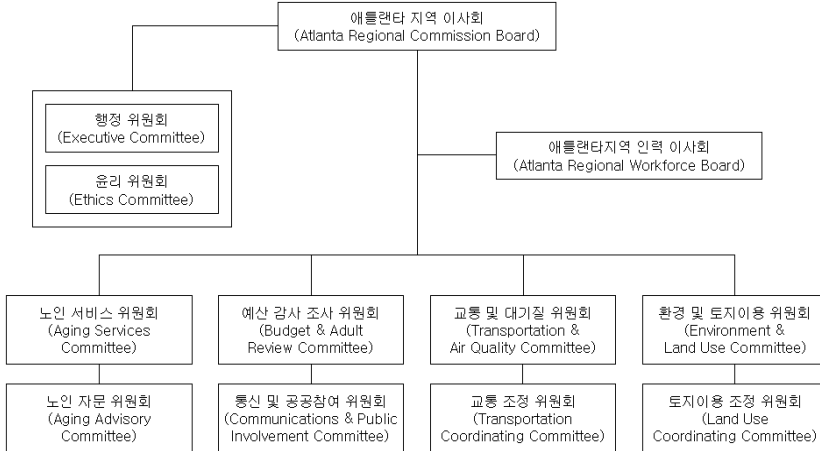 애틀랜타 지역 이사회
(Atlanta Regional Commission Board)
행정 위원회
(Executive Committee)
윤리 위원회
(Ethics Committee)
애틀랜타지역 인력 이사회
(Atlanta Regional Workforce Board)
노인 서비스 위원회
(Aging Services
Committee)
예산 감사 조사 위원회
(Budget & Adult
Review Committee)
교통 및 대기질 위원회
(Transportation &
Air Quality Committee)
환경 및 토지이용 위원회
(Environment &
Land Use Committee)
노인 자문 위원회
(Aging Advisory
Committee)
통신 및 공공참여 위원회
(Communications & Public
Involvement Committee)
교통 조정 위원회
(Transportation
Coordinating Committee)
토지이용 조정 위원회
(Land Use
Coordinating Committee)